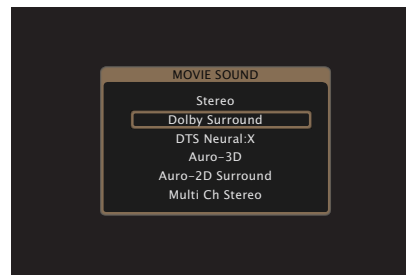 MOVIE SOUND
Stereo
Dolby Surround
DTS Neural:X
Auro-3D
Auro-2D Surround
Multi Ch Stereo